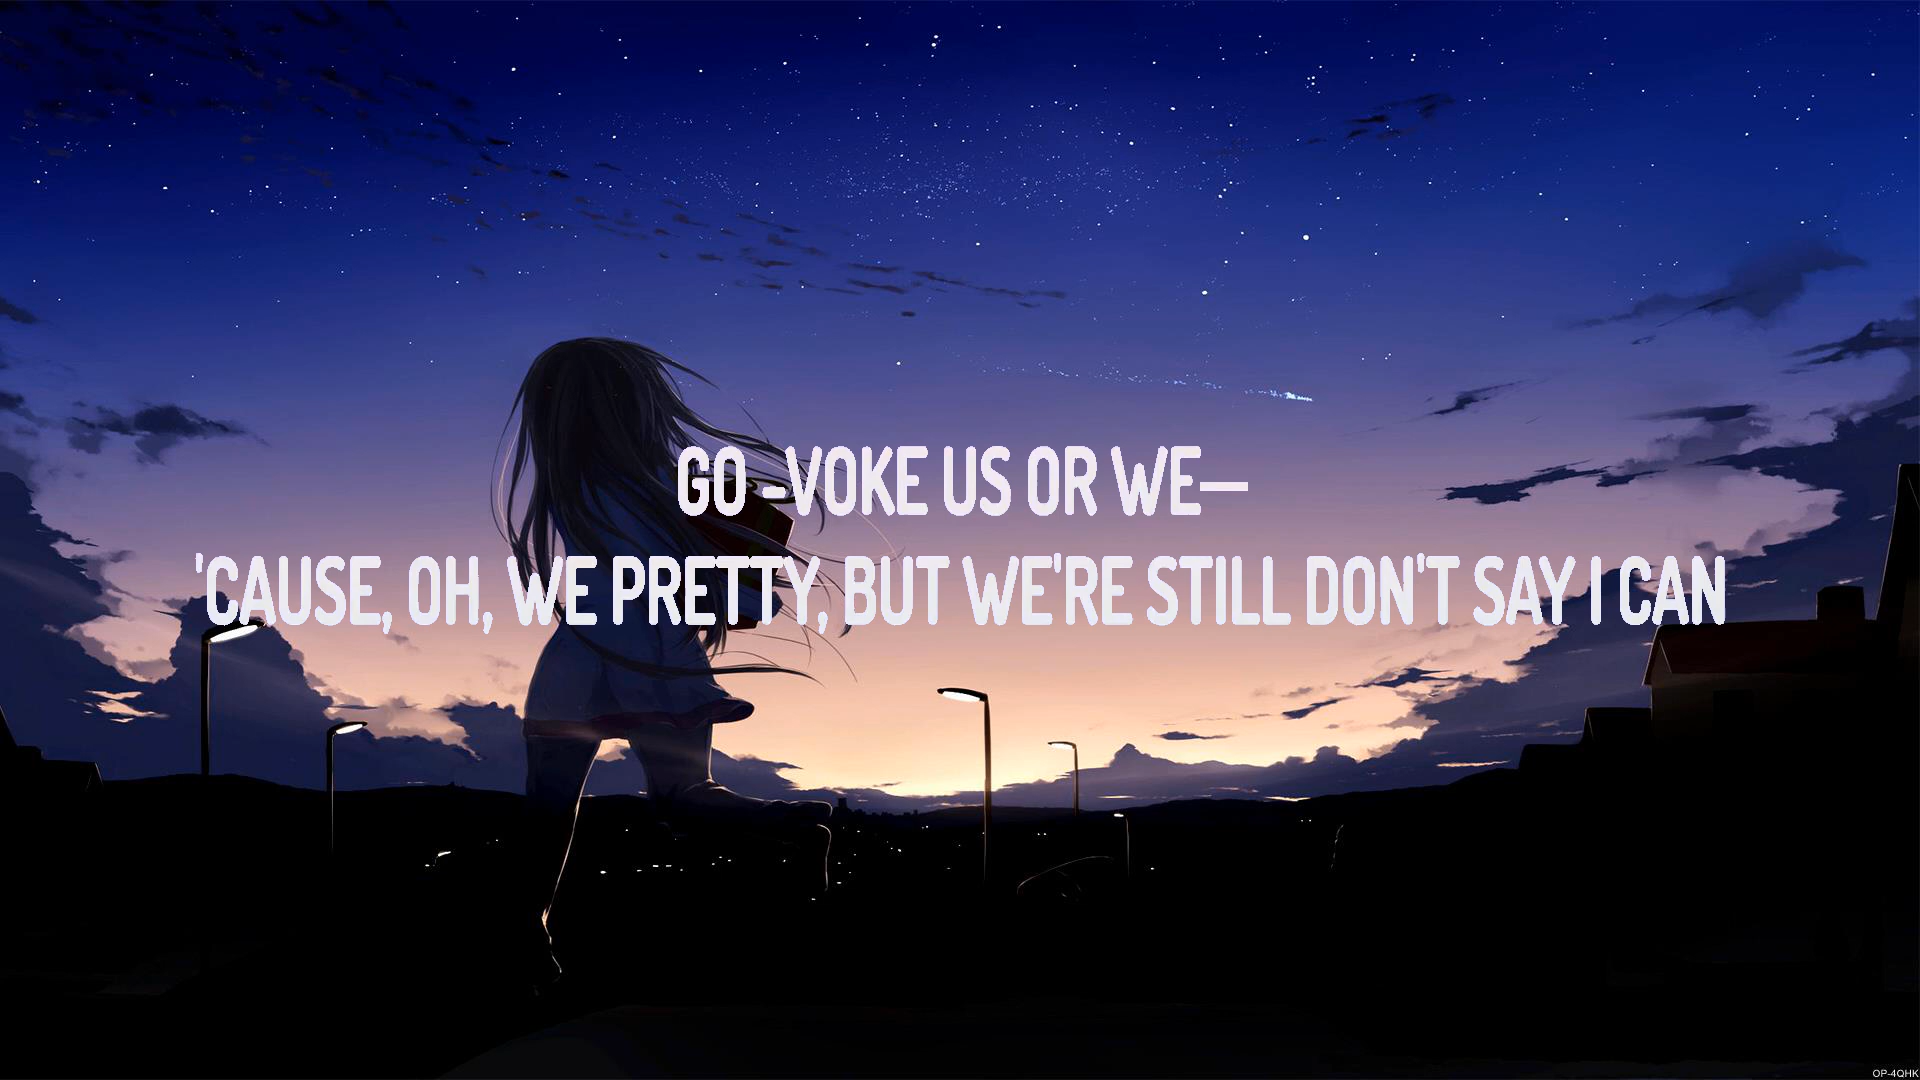 GO -VOKE US OR WE—
'CAUSE, OH, WE PRETTY, BUT WE'RE STILL DON'T SAY I CAN
OP-4QHK